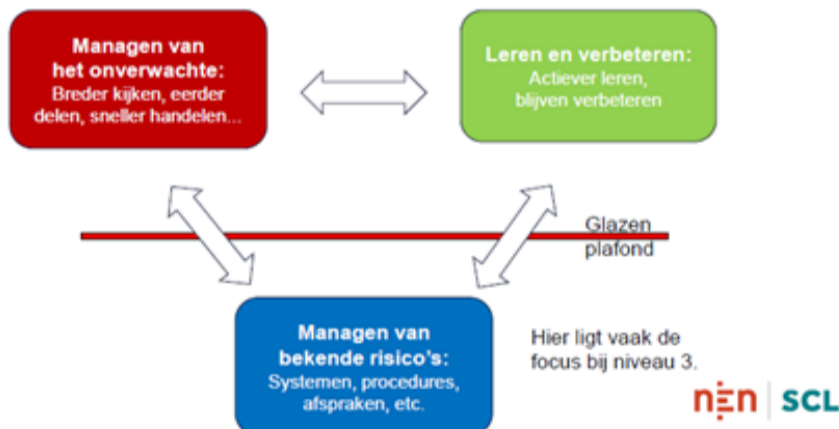 Managen van
het onverwachte:
Breder kijken, eerder
delen, sneller handelen...
Leren en verbeteren:
Actiever leren,
blijven verbeteren
Glazen
plafond
Managen van
bekende risico's:
Systemen, procedures,
afspraken, etc.
Hier ligt vaak de
focus bij niveau 3.
nen | SCL